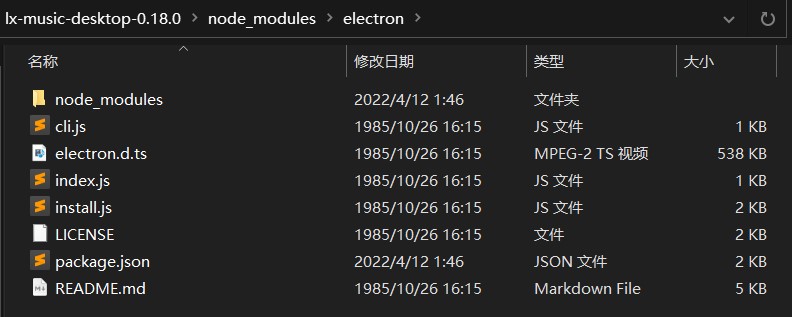 lx-music-desktop-0.18.0 > node_modules > electron >
名称 修改日期 类型 大小
node_modules 2022/4/12 1:46 文件夹
cli.js 1985/10/26 16:15 JS 文件 1 KB
electron.d.ts 1985/10/26 16:15 MPEG-2 TS 视频 538 KB
index.js 1985/10/26 16:15 JS 文件 1 KB
install.js 1985/10/26 16:15 JS 文件 2 KB
LICENSE 1985/10/26 16:15 文件 2 KB
package.json 2022/4/12 1:46 JSON 文件 2 KB
README.md 1985/10/26 16:15 Markdown File 5 KB